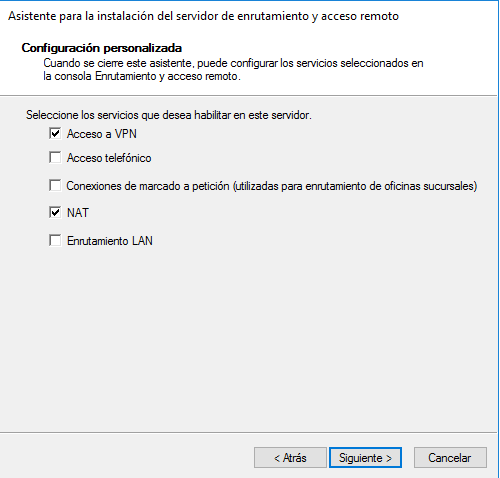 Asistente para la instalación del servidor de enrutamiento y acceso remoto
Configuración personalizada
Cuando se cierre este asistente, puede configurar los servicios seleccionados en
la consola Enrutamiento y acceso remoto.
Seleccione los servicios que desea habilitar en este servidor.
Acceso a VPN
Acceso telefónico
Conexiones de marcado a petición (utilizadas para enrutamiento de oficinas sucursales)
NAT
Enrutamiento LAN
< Atrás
Siguiente >
Cancelar